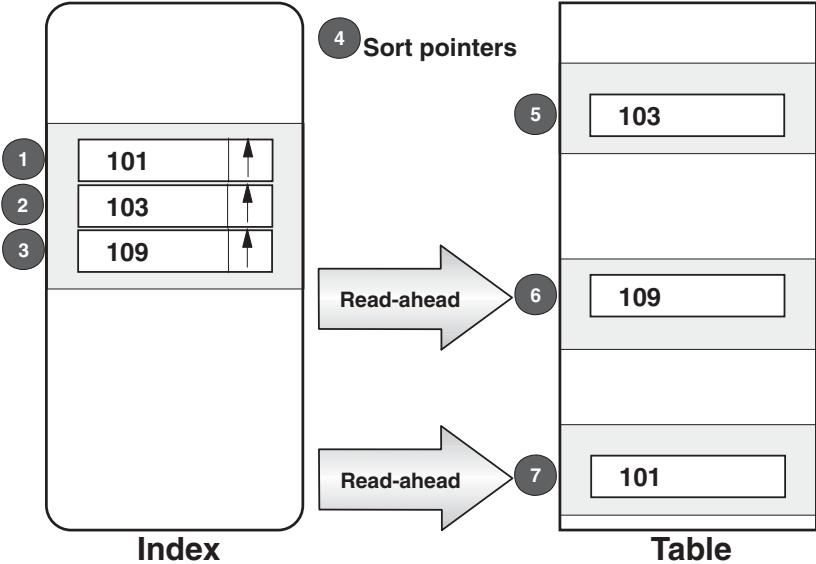 4 Sort pointers
1 101
2 103
3 109
5 103
Read-ahead 6 109
Read-ahead 7 101
Index
Table